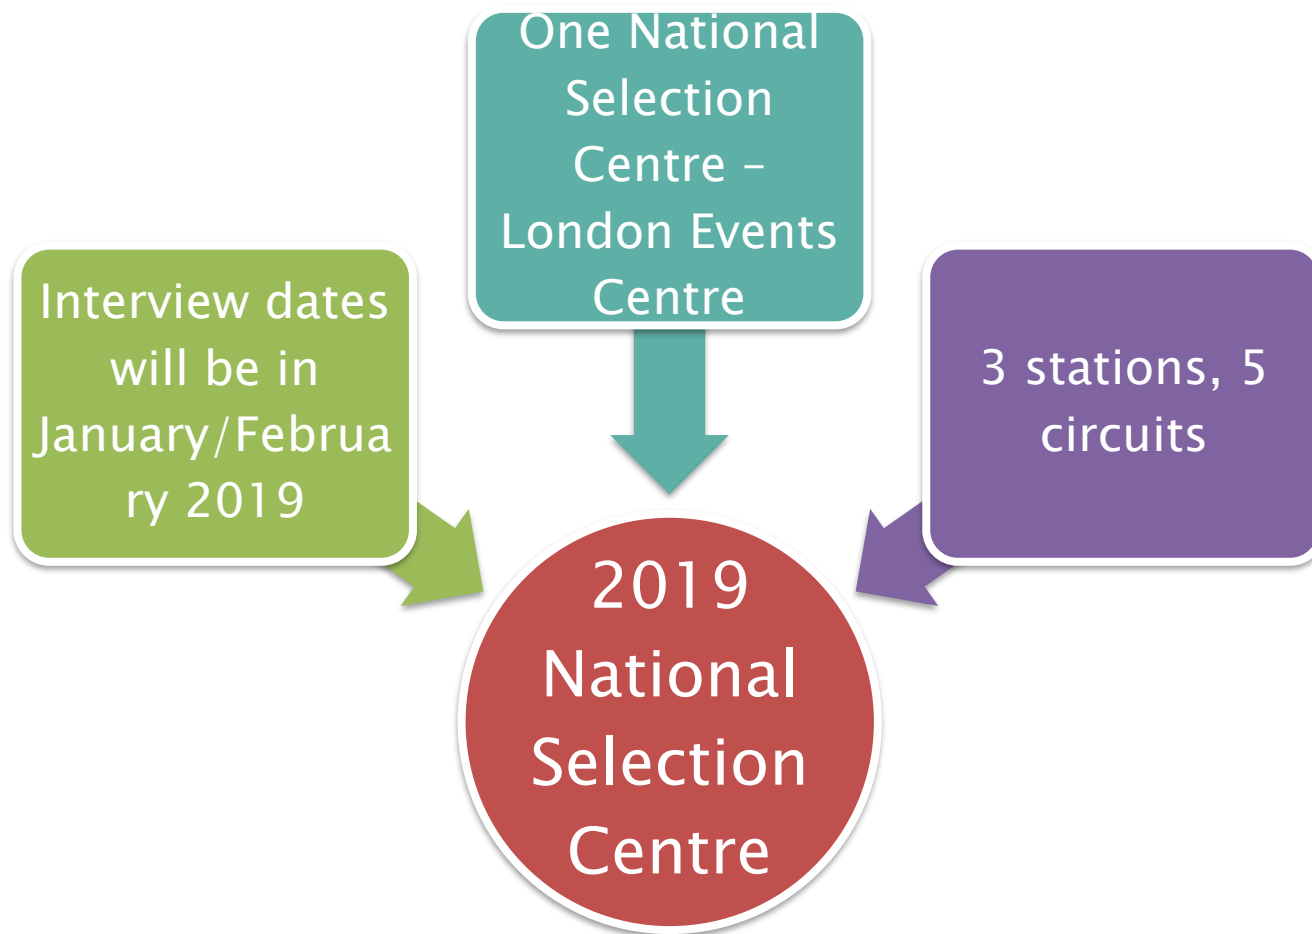 One National
Selection
Centre –
London Events
Centre
Interview dates
will be in
January/Februa
ry 2019
3 stations, 5
circuits
2019
National
Selection
Centre